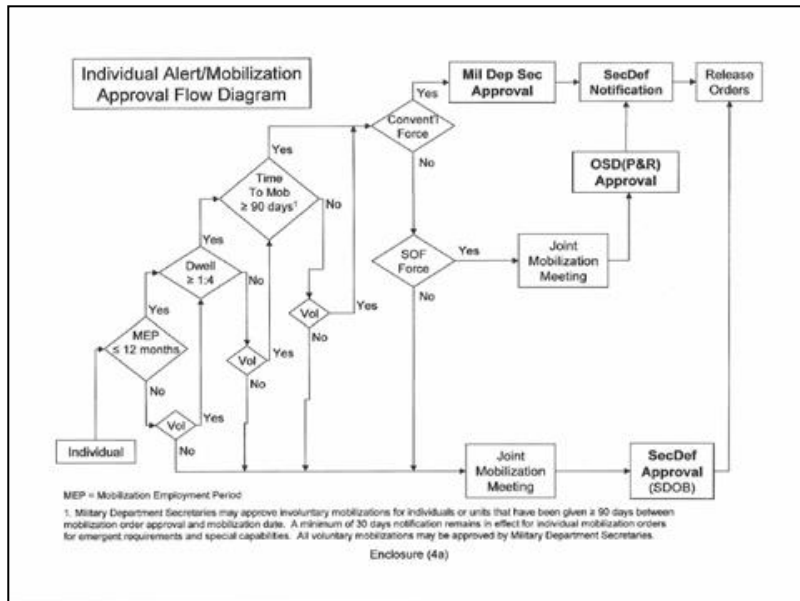 Individual Alert/Mobilization
Approval Flow Diagram
Mil Dep Sec
Approval
SecDef
Notification
Release
Orders
Yes
Convent'l
Force
No
OSD(P&R)
Approval
Yes
Time
To Mob
≥ 90 days¹
No
SOF
Force
Yes
No
Joint
Mobilization
Meeting
Yes
Dwell
≥ 1:4
No
Vol
Yes
No
Yes
MEP
≤ 12 months
No
Vol
Yes
No
Vol
Yes
No
Individual
Joint
Mobilization
Meeting
SecDef
Approval
(SDOB)
MEP = Mobilization Employment Period
1. Military Department Secretaries may approve involuntary mobilizations for individuals or units that have been given ≥ 90 days between
mobilization order approval and mobilization date. A minimum of 30 days notification remains in effect for individual mobilization orders
for emergent requirements and special capabilities. All voluntary mobilizations may be approved by Military Department Secretaries.
Enclosure (4a)